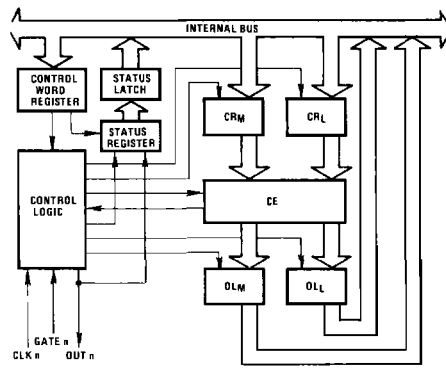 INTERNAL BUS
CONTROL
WORD
REGISTER
STATUS
LATCH
STATUS
REGISTER
CRM
CRL
CONTROL
LOGIC
CE
OLM
OLL
GATE n
CLK n
OUT n